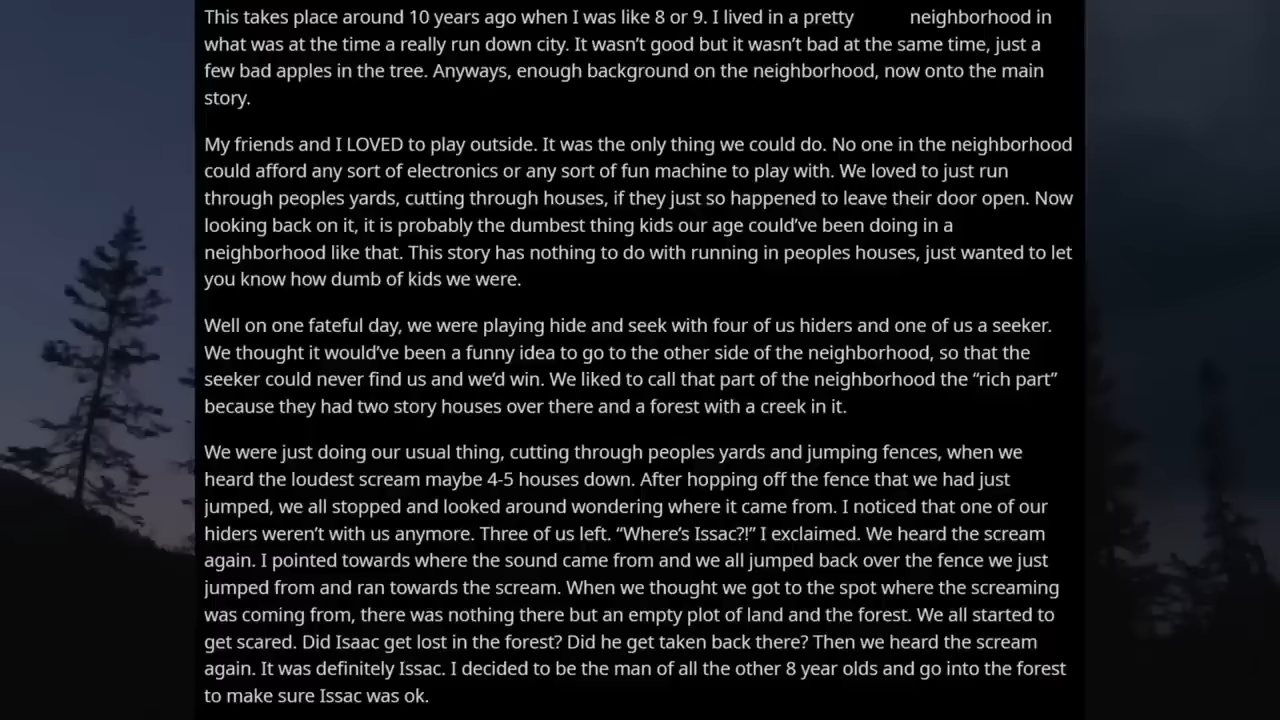 This takes place around 10 years ago when I was like 8 or 9. I lived in a pretty neighborhood in
what was at the time a really run down city. It wasn’t good but it wasn’t bad at the same time, just a
few bad apples in the tree. Anyways, enough background on the neighborhood, now onto the main
story.
My friends and I LOVED to play outside. It was the only thing we could do. No one in the neighborhood
could afford any sort of electronics or any sort of fun machine to play with. We loved to just run
through peoples yards, cutting through houses, if they just so happened to leave their door open. Now
looking back on it, it is probably the dumbest thing kids our age could’ve been doing in a
neighborhood like that. This story has nothing to do with running in peoples houses, just wanted to let
you know how dumb of kids we were.
Well on one fateful day, we were playing hide and seek with four of us hiders and one of us a seeker.
We thought it would’ve been a funny idea to go to the other side of the neighborhood, so that the
seeker could never find us and we’d win. We liked to call that part of the neighborhood the “rich part”
because they had two story houses over there and a forest with a creek in it.
We were just doing our usual thing, cutting through peoples yards and jumping fences, when we
heard the loudest scream maybe 4-5 houses down. After hopping off the fence that we had just
jumped, we all stopped and looked around wondering where it came from. I noticed that one of our
hiders weren’t with us anymore. Three of us left. “Where’s Issac?!” I exclaimed. We heard the scream
again. I pointed towards where the sound came from and we all jumped back over the fence we just
jumped from and ran towards the scream. When we thought we got to the spot where the screaming
was coming from, there was nothing there but an empty plot of land and the forest. We all started to
get scared. Did Isaac get lost in the forest? Did he get taken back there? Then we heard the scream
again. It was definitely Issac. I decided to be the man of all the other 8 year olds and go into the forest
to make sure Issac was ok.